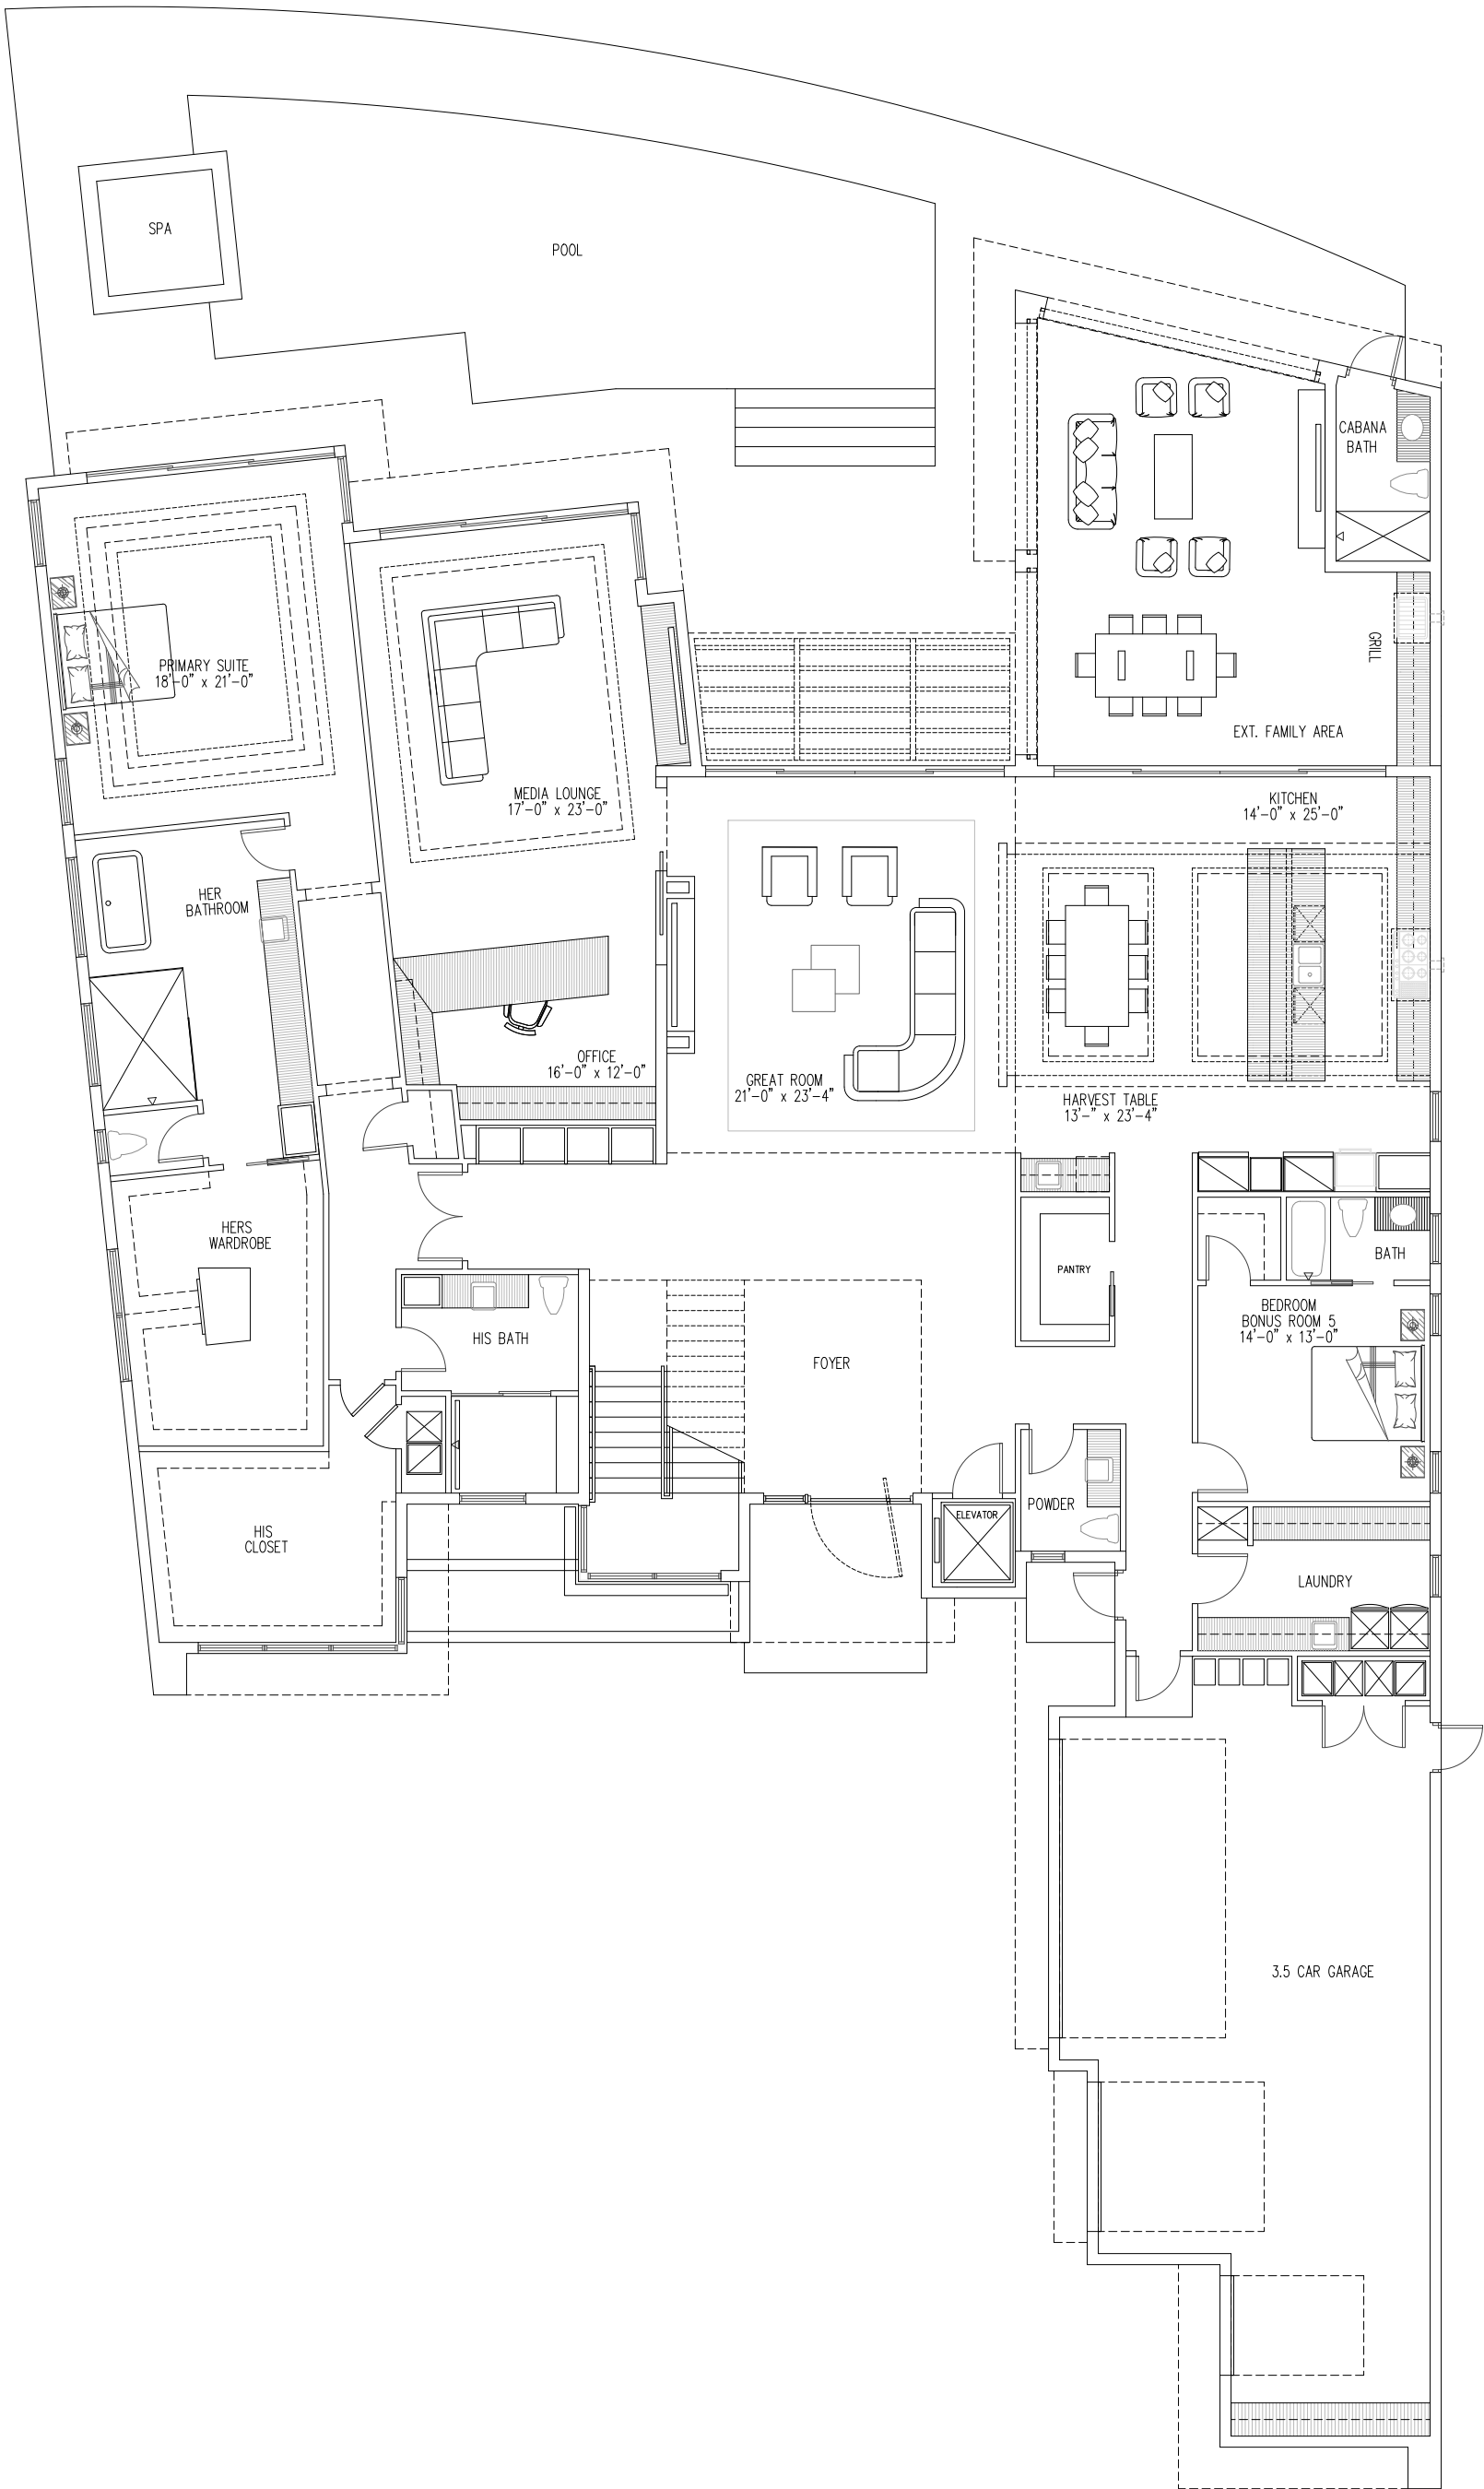 SPA
POOL
CABANA
BATH
GRILL
PRIMARY SUITE
18'-0" x 21'-0"
EXT. FAMILY AREA
MEDIA LOUNGE
17'-0" x 23'-0"
KITCHEN
14'-0" x 25'-0"
HER
BATHROOM
OFFICE
16'-0" x 12'-0"
GREAT ROOM
21'-0" x 23'-4"
HARVEST TABLE
13'-" x 23'-4"
HERS
WARDROBE
BATH
PANTRY
BEDROOM
BONUS ROOM 5
14'-0" x 13'-0"
HIS BATH
FOYER
POWDER
ELEVATOR
HIS
CLOSET
LAUNDRY
3.5 CAR GARAGE